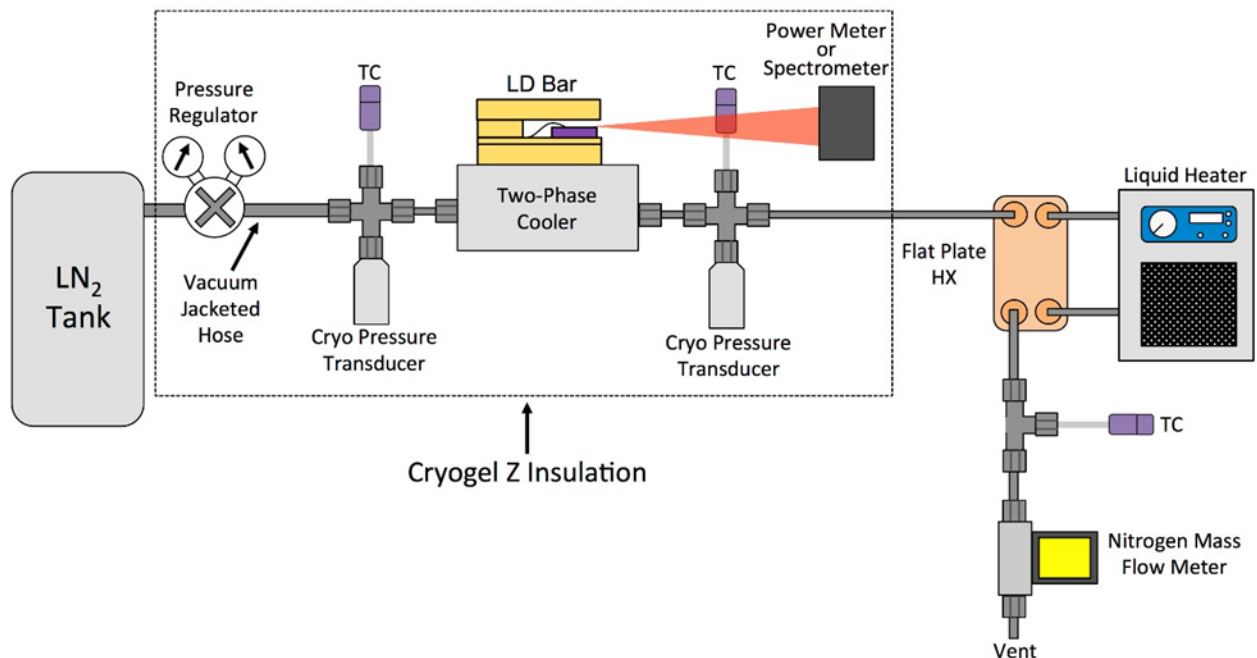 Power Meter
or
Spectrometer
TC
LD Bar
TC
Pressure
Regulator
Two-Phase
Cooler
Liquid Heater
LN₂
Tank
Vacuum
Jacketed
Hose
Flat Plate
HX
Cryo Pressure
Transducer
Cryo Pressure
Transducer
TC
Cryogel Z Insulation
Nitrogen Mass
Flow Meter
Vent